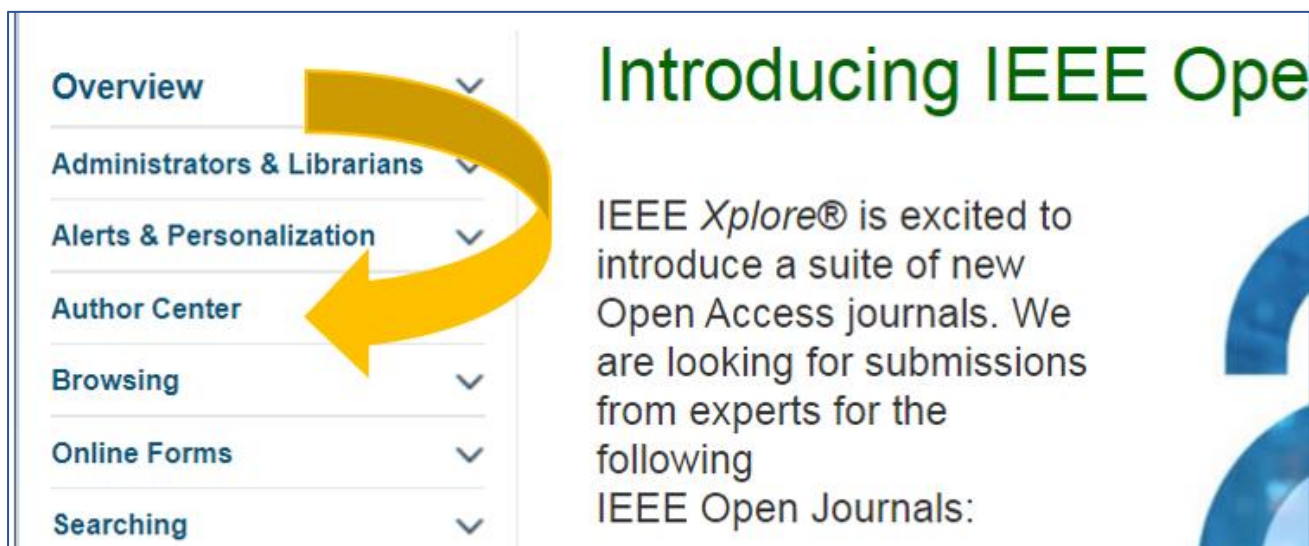 Overview
Administrators & Librarians
Alerts & Personalization
Author Center
Browsing
Online Forms
Searching
Introducing IEEE Ope
IEEE Xplore® is excited to
introduce a suite of new
Open Access journals. We
are looking for submissions
from experts for the
following
IEEE Open Journals: